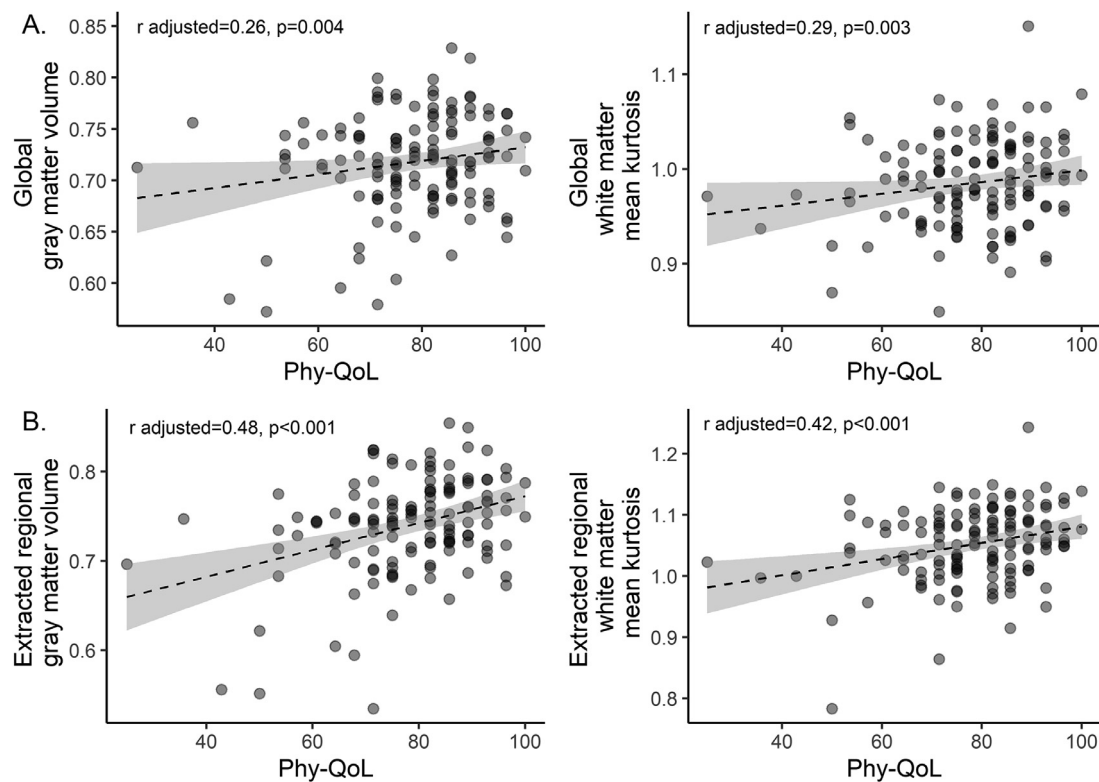 A.
r adjusted=0.26, p=0.004
Global
gray matter volume
0.85
0.80
0.75
0.70
0.65
0.60
40
60
80
100
Phy-QoL
r adjusted=0.29, p=0.003
Global
white matter
mean kurtosis
1.1
1.0
0.9
40
60
80
100
Phy-QoL
B.
r adjusted=0.48, p<0.001
Extracted regional
gray matter volume
0.8
0.7
0.6
40
60
80
100
Phy-QoL
r adjusted=0.42, p<0.001
Extracted regional
white matter
mean kurtosis
1.2
1.1
1.0
0.9
0.8
40
60
80
100
Phy-QoL